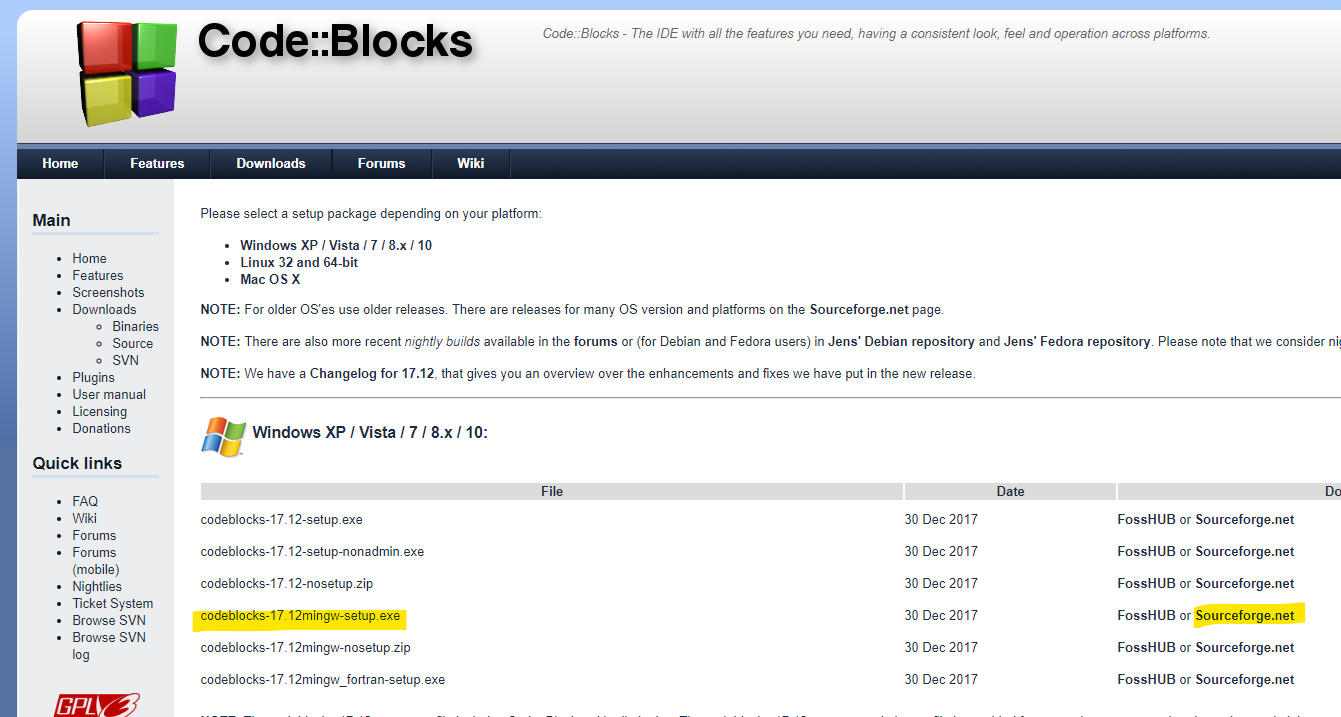 Code::Blocks
Code::Blocks - The IDE with all the features you need, having a consistent look, feel and operation across platforms.
Home Features Downloads Forums Wiki
Main
Home
Features
Screenshots
Downloads
Binaries
Source
SVN
Plugins
User manual
Licensing
Donations
Quick links
FAQ
Wiki
Forums
Forums
(mobile)
Nightlies
Ticket System
Browse SVN
Browse SVN
log
GPL 3
Please select a setup package depending on your platform:
Windows XP / Vista / 7 / 8.x / 10
Linux 32 and 64-bit
Mac OS X
NOTE: For older OS'es use older releases. There are releases for many OS version and platforms on the Sourceforge.net page.
NOTE: There are also more recent nightly builds available in the forums or (for Debian and Fedora users) in Jens' Debian repository and Jens' Fedora repository. Please note that we consider
NOTE: We have a Changelog for 17.12, that gives you an overview over the enhancements and fixes we have put in the new release.
Windows XP / Vista / 7 / 8.x / 10:
File Date
codeblocks-17.12-setup.exe 30 Dec 2017 FossHUB or Sourceforge.net
codeblocks-17.12-setup-nonadmin.exe 30 Dec 2017 FossHUB or Sourceforge.net
codeblocks-17.12-nosetup.zip 30 Dec 2017 FossHUB or Sourceforge.net
codeblocks-17.12mingw-setup.exe 30 Dec 2017 FossHUB or Sourceforge.net
codeblocks-17.12mingw-nosetup.zip 30 Dec 2017 FossHUB or Sourceforge.net
codeblocks-17.12mingw_fortran-setup.exe 30 Dec 2017 FossHUB or Sourceforge.net